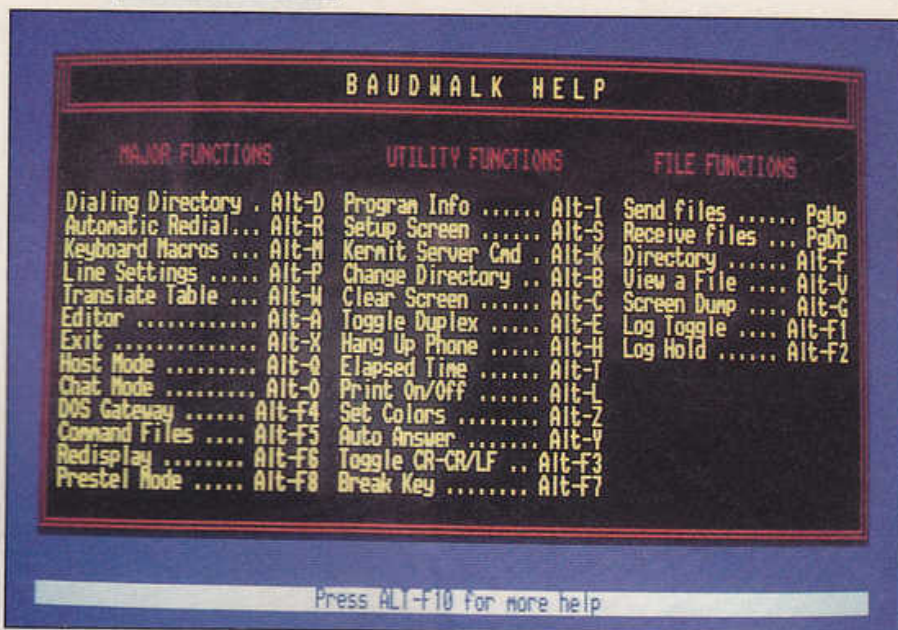 BAUDWALK HELP
MAJOR FUNCTIONS
Dialing Directory . Alt-D
Automatic Redial... Alt-R
Keyboard Macros ... Alt-M
Line Settings ..... Alt-P
Translate Table ... Alt-W
Editor ............ Alt-A
Exit .............. Alt-X
Host Mode ......... Alt-Q
Chat Mode ......... Alt-O
DOS Gateway ...... Alt-F4
Command Files .... Alt-F5
Redisplay ........ Alt-F6
Prestel Mode ..... Alt-F8
UTILITY FUNCTIONS
Program Info ...... Alt-I
Setup Screen ...... Alt-S
Kermit Server Cmd . Alt-K
Change Directory .. Alt-B
Clear Screen ...... Alt-C
Toggle Duplex ..... Alt-E
Hang Up Phone ..... Alt-H
Elapsed Time ...... Alt-T
Print On/Off ...... Alt-L
Set Colors ........ Alt-Z
Auto Answer ....... Alt-Y
Toggle CR-CR/LF .. Alt-F3
Break Key ........ Alt-F7
FILE FUNCTIONS
Send files ...... PgUp
Receive files ... PgDn
Directory ...... Alt-F
View a File .... Alt-V
Screen Dump .... Alt-G
Log Toggle .... Alt-F1
Log Hold ...... Alt-F2
Press ALT-F10 for more help